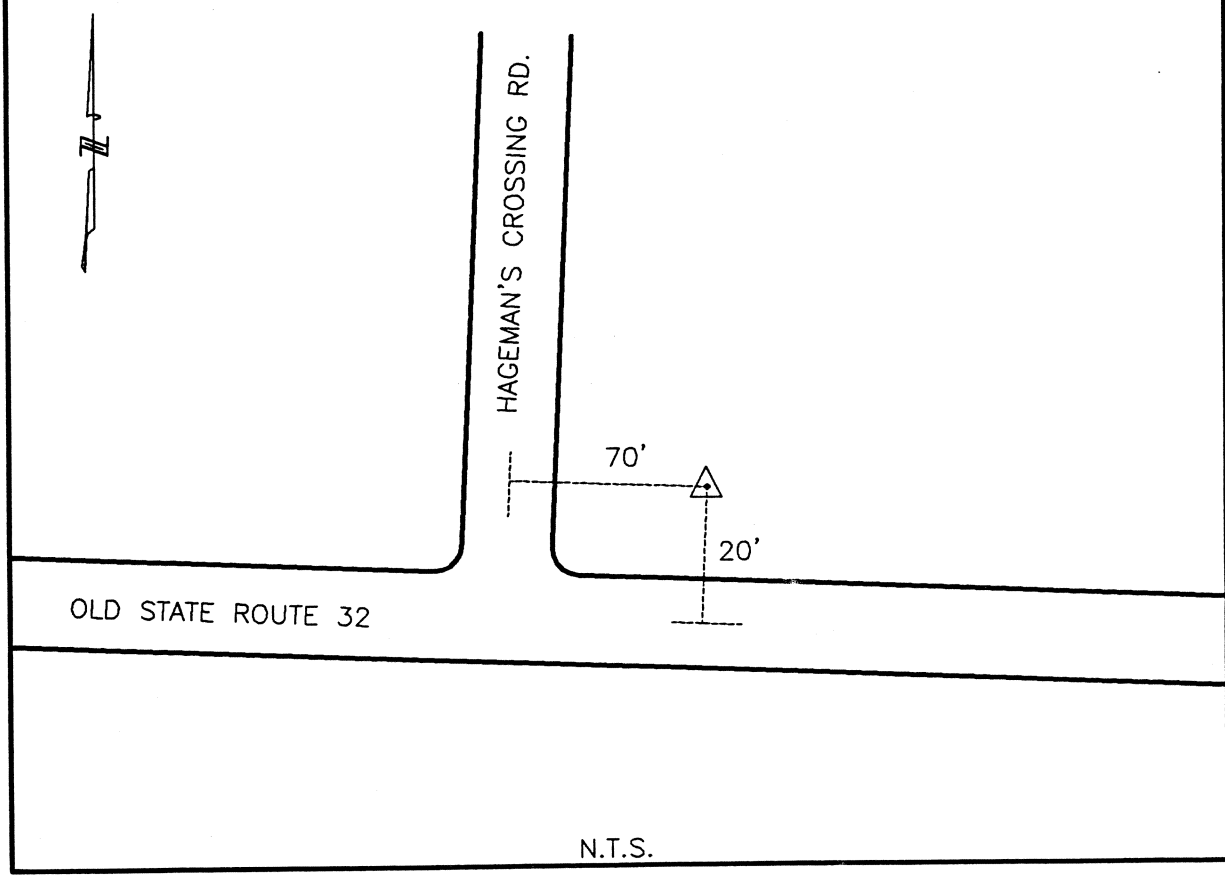 N
HAGEMAN'S CROSSING RD.
70'
20'
OLD STATE ROUTE 32
N.T.S.